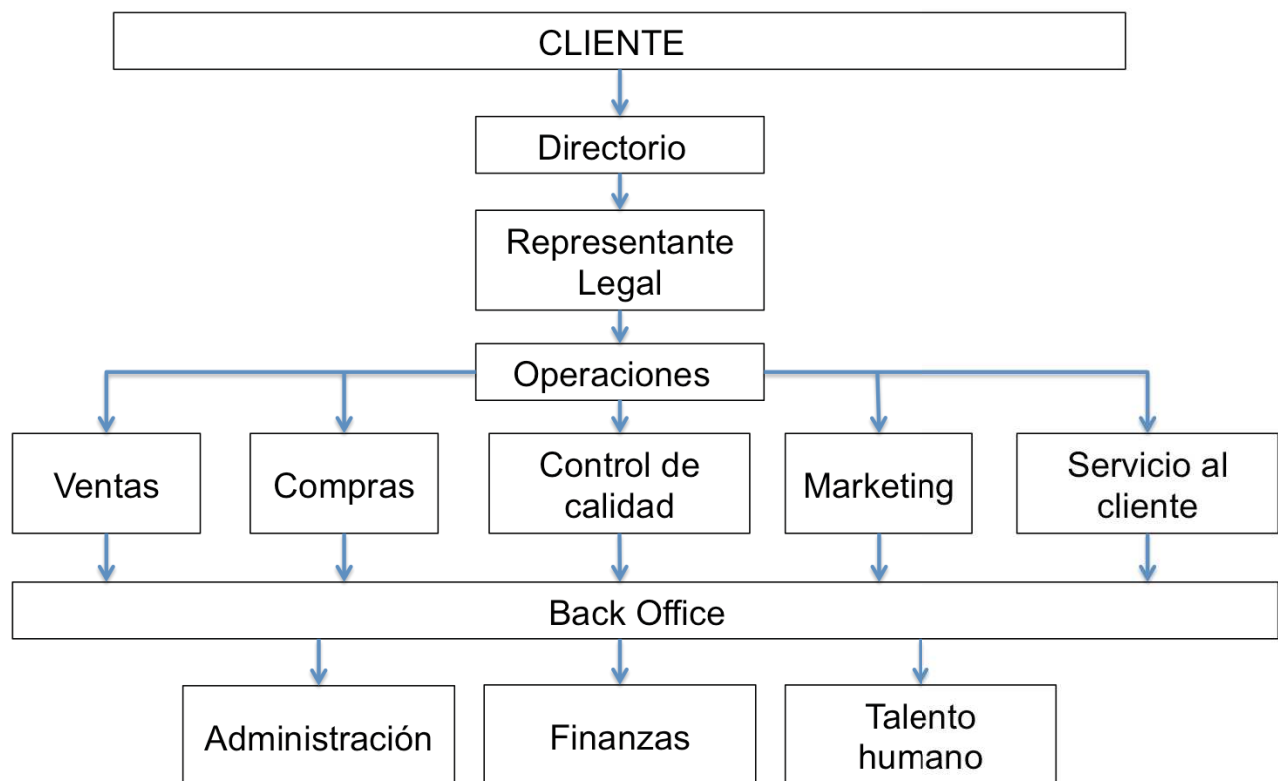 CLIENTE
Directorio
Representante
Legal
Operaciones
Ventas
Compras
Control de
calidad
Marketing
Servicio al
cliente
Back Office
Administración
Finanzas
Talento
humano